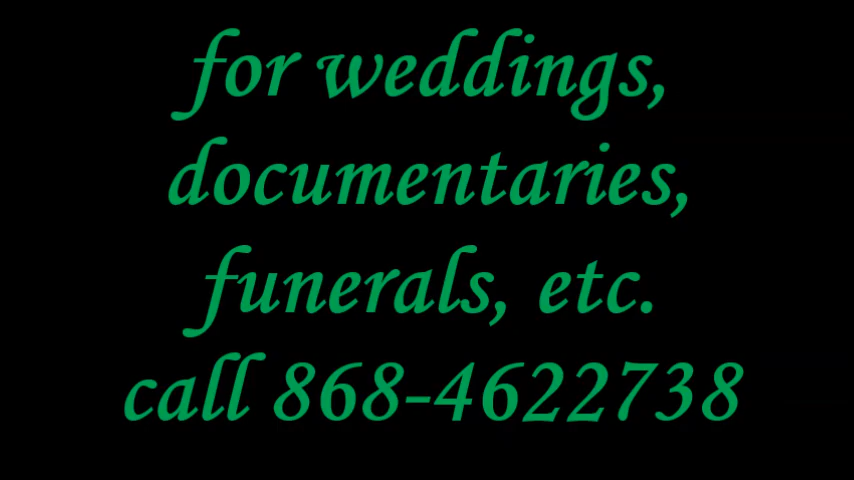 for weddings,
documentaries,
funerals, etc.
call 868-4622738